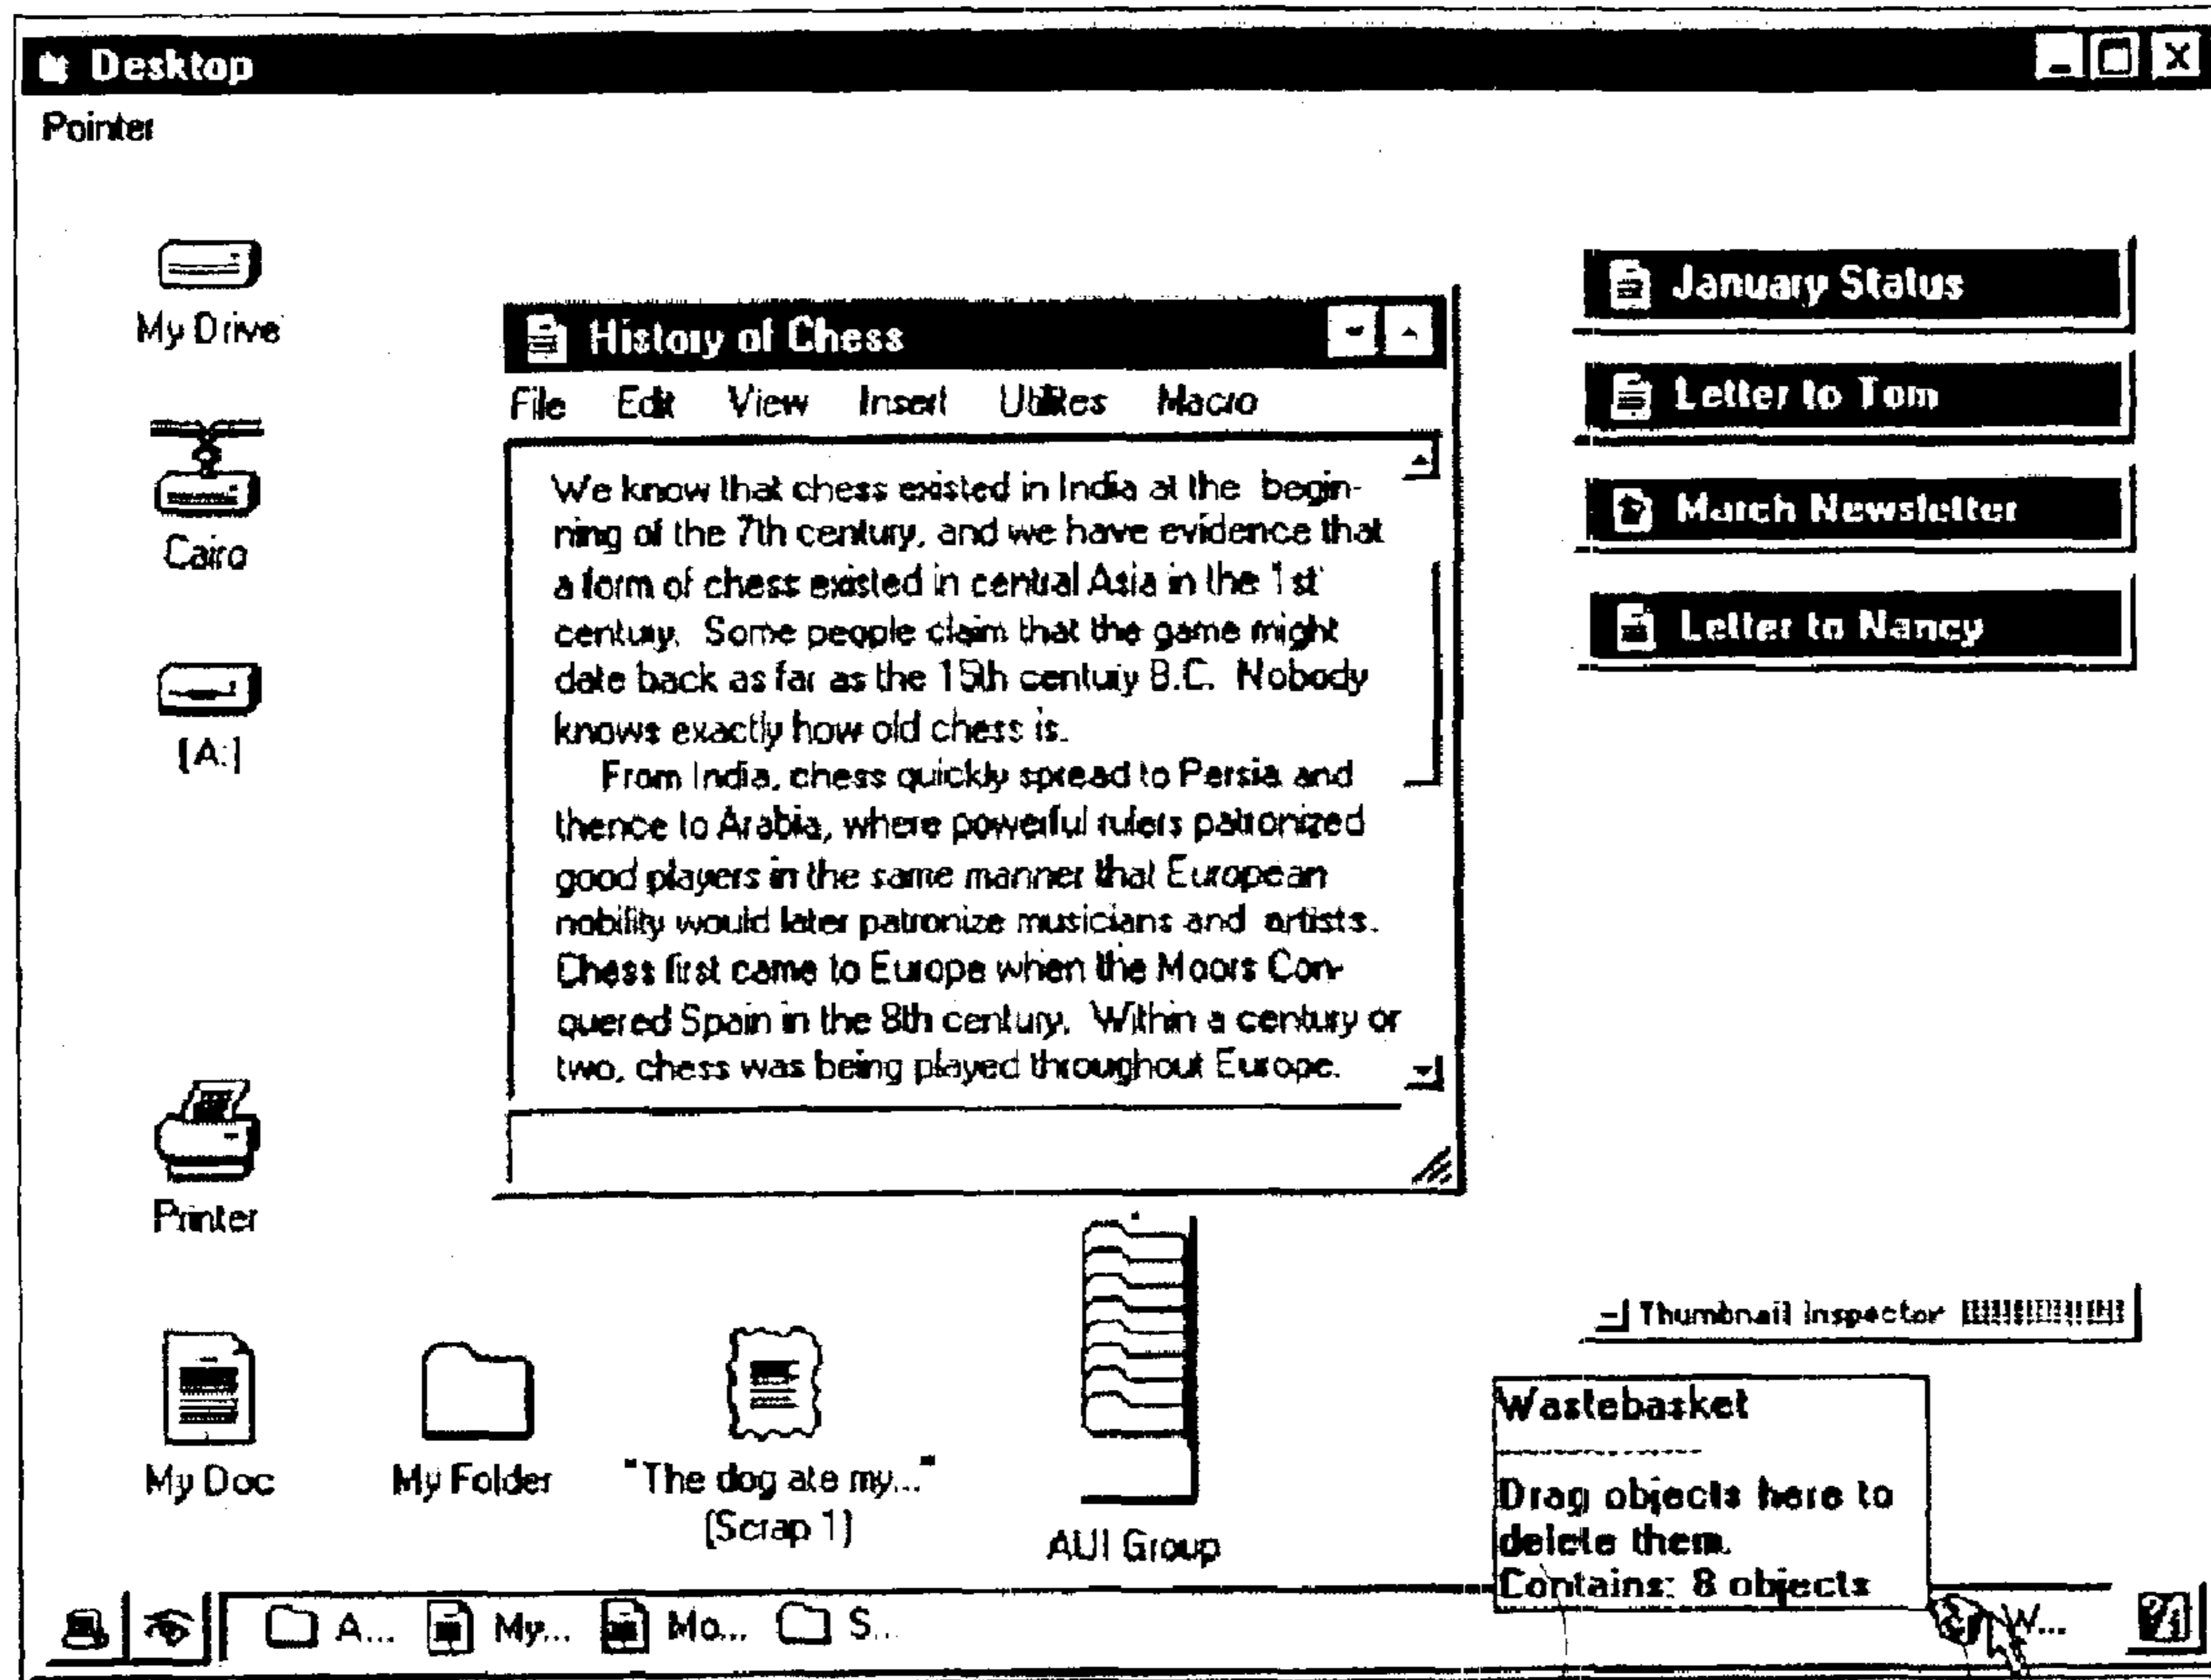 Desktop
Pointer
My Drive
Cairo
[A:]
Printer
History of Chess
File Edit View Insert Utilities Macro
We know that chess existed in India at the begin-
ning of the 7th century, and we have evidence that
a form of chess existed in central Asia in the 1st
century. Some people claim that the game might
date back as far as the 15th century B.C. Nobody
knows exactly how old chess is.
From India, chess quickly spread to Persia and
thence to Arabia, where powerful rulers patronized
good players in the same manner that European
nobility would later patronize musicians and artists.
Chess first came to Europe when the Moors Con-
quered Spain in the 8th century. Within a century or
two, chess was being played throughout Europe.
January Status
Letter to Tom
March Newsletter
Letter to Nancy
Thumbnail Inspector
My Doc
My Folder
"The dog ate my..."
(Scrap 1)
AUI Group
Wastebasket
Drag objects here to
delete them.
Contains: 8 objects
A... My... Mo... S... W...